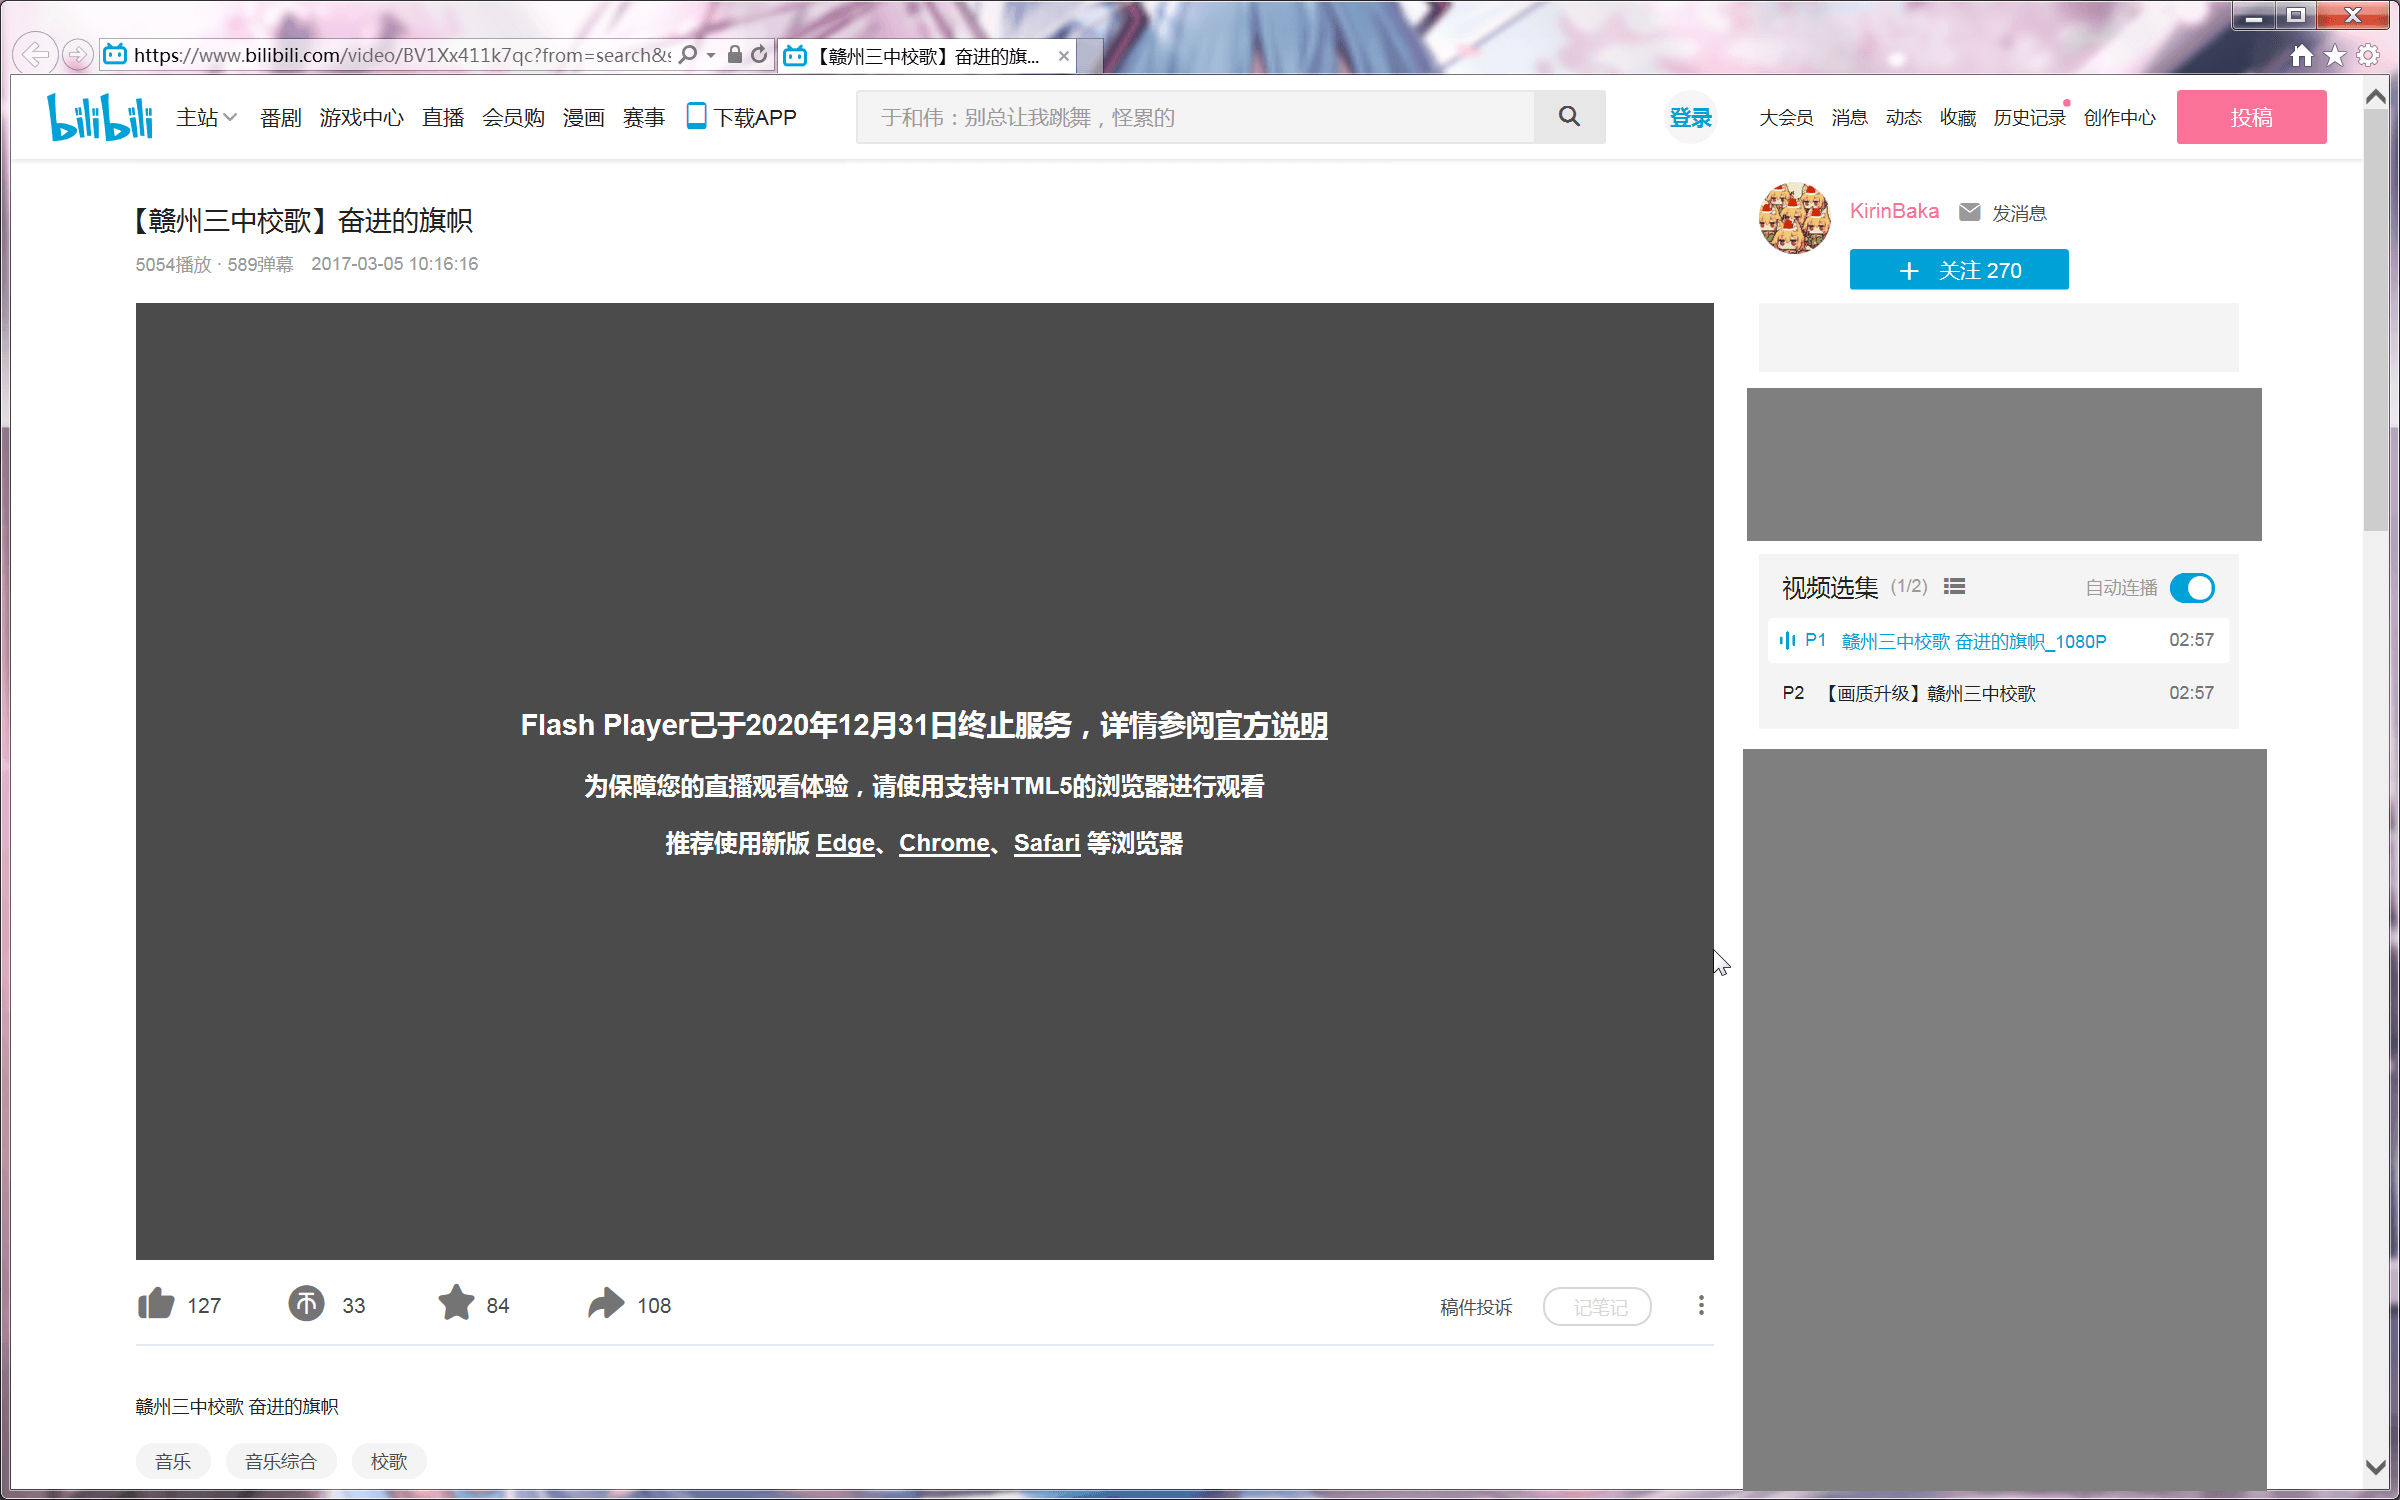 https://www.bilibili.com/video/BV1Xx411k7qc?from=search&s
【赣州三中校歌】奋进的旗...
bilibili 主站 番剧 游戏中心 直播 会员购 漫画 赛事 下载APP 于和伟：别总让我跳舞，怪累的 登录 大会员 消息 动态 收藏 历史记录 创作中心 投稿
【赣州三中校歌】奋进的旗帜
5054播放 · 589弹幕 2017-03-05 10:16:16
KirinBaka 发消息
+ 关注 270
Flash Player已于2020年12月31日终止服务，详情参阅官方说明
为保障您的直播观看体验，请使用支持HTML5的浏览器进行观看
推荐使用新版 Edge、Chrome、Safari 等浏览器
视频选集 (1/2) 自动连播
P1 赣州三中校歌 奋进的旗帜_1080P 02:57
P2 【画质升级】赣州三中校歌 02:57
127 33 84 108 稿件投诉 记笔记
赣州三中校歌 奋进的旗帜
音乐 音乐综合 校歌